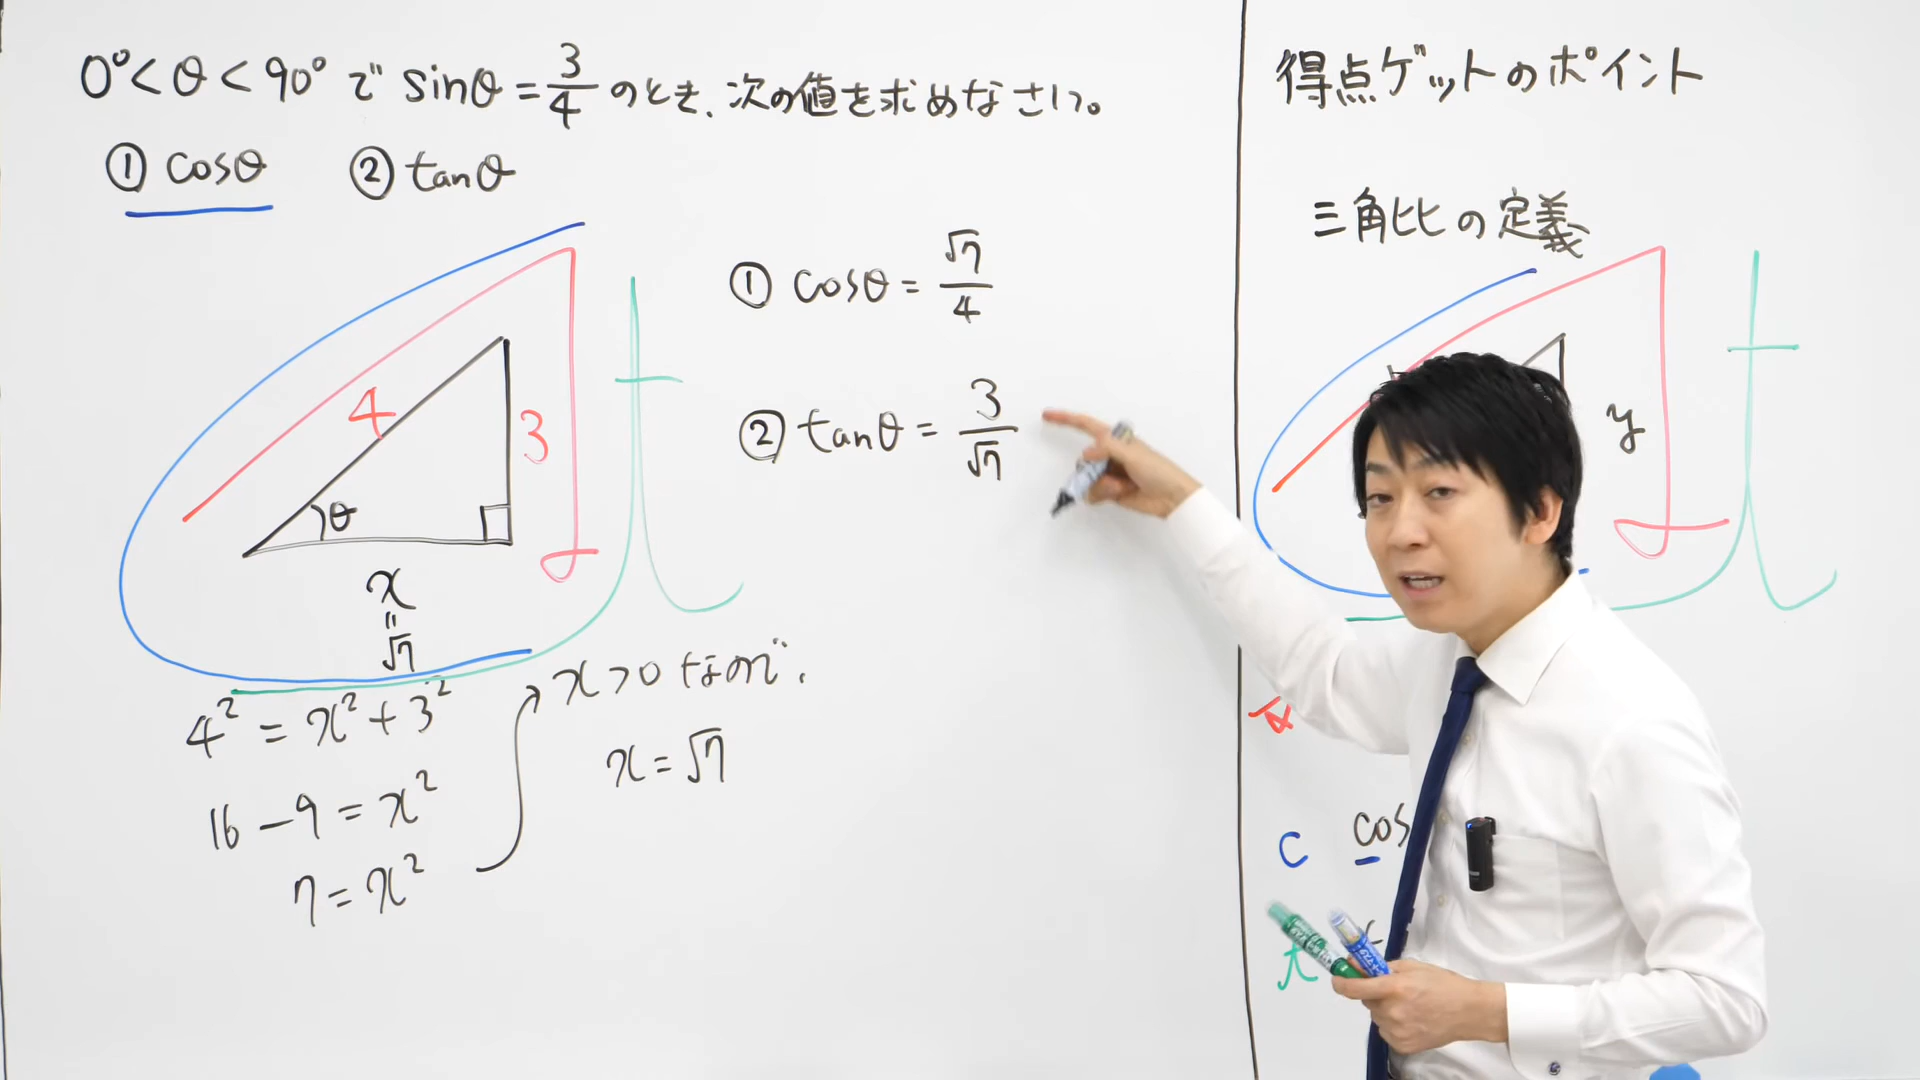 0°<θ<90°で sinθ=3/4 のとき、次の値を求めなさい。
① cosθ ② tanθ
4
3
θ
x
=
√7
① cosθ = √7/4
② tanθ = 3/√7
4² = x² + 3²
16 - 9 = x²
7 = x²
x>0 なので、
x = √7
得点ゲットのポイント
三角比の定義
y
t
t
c cos
t